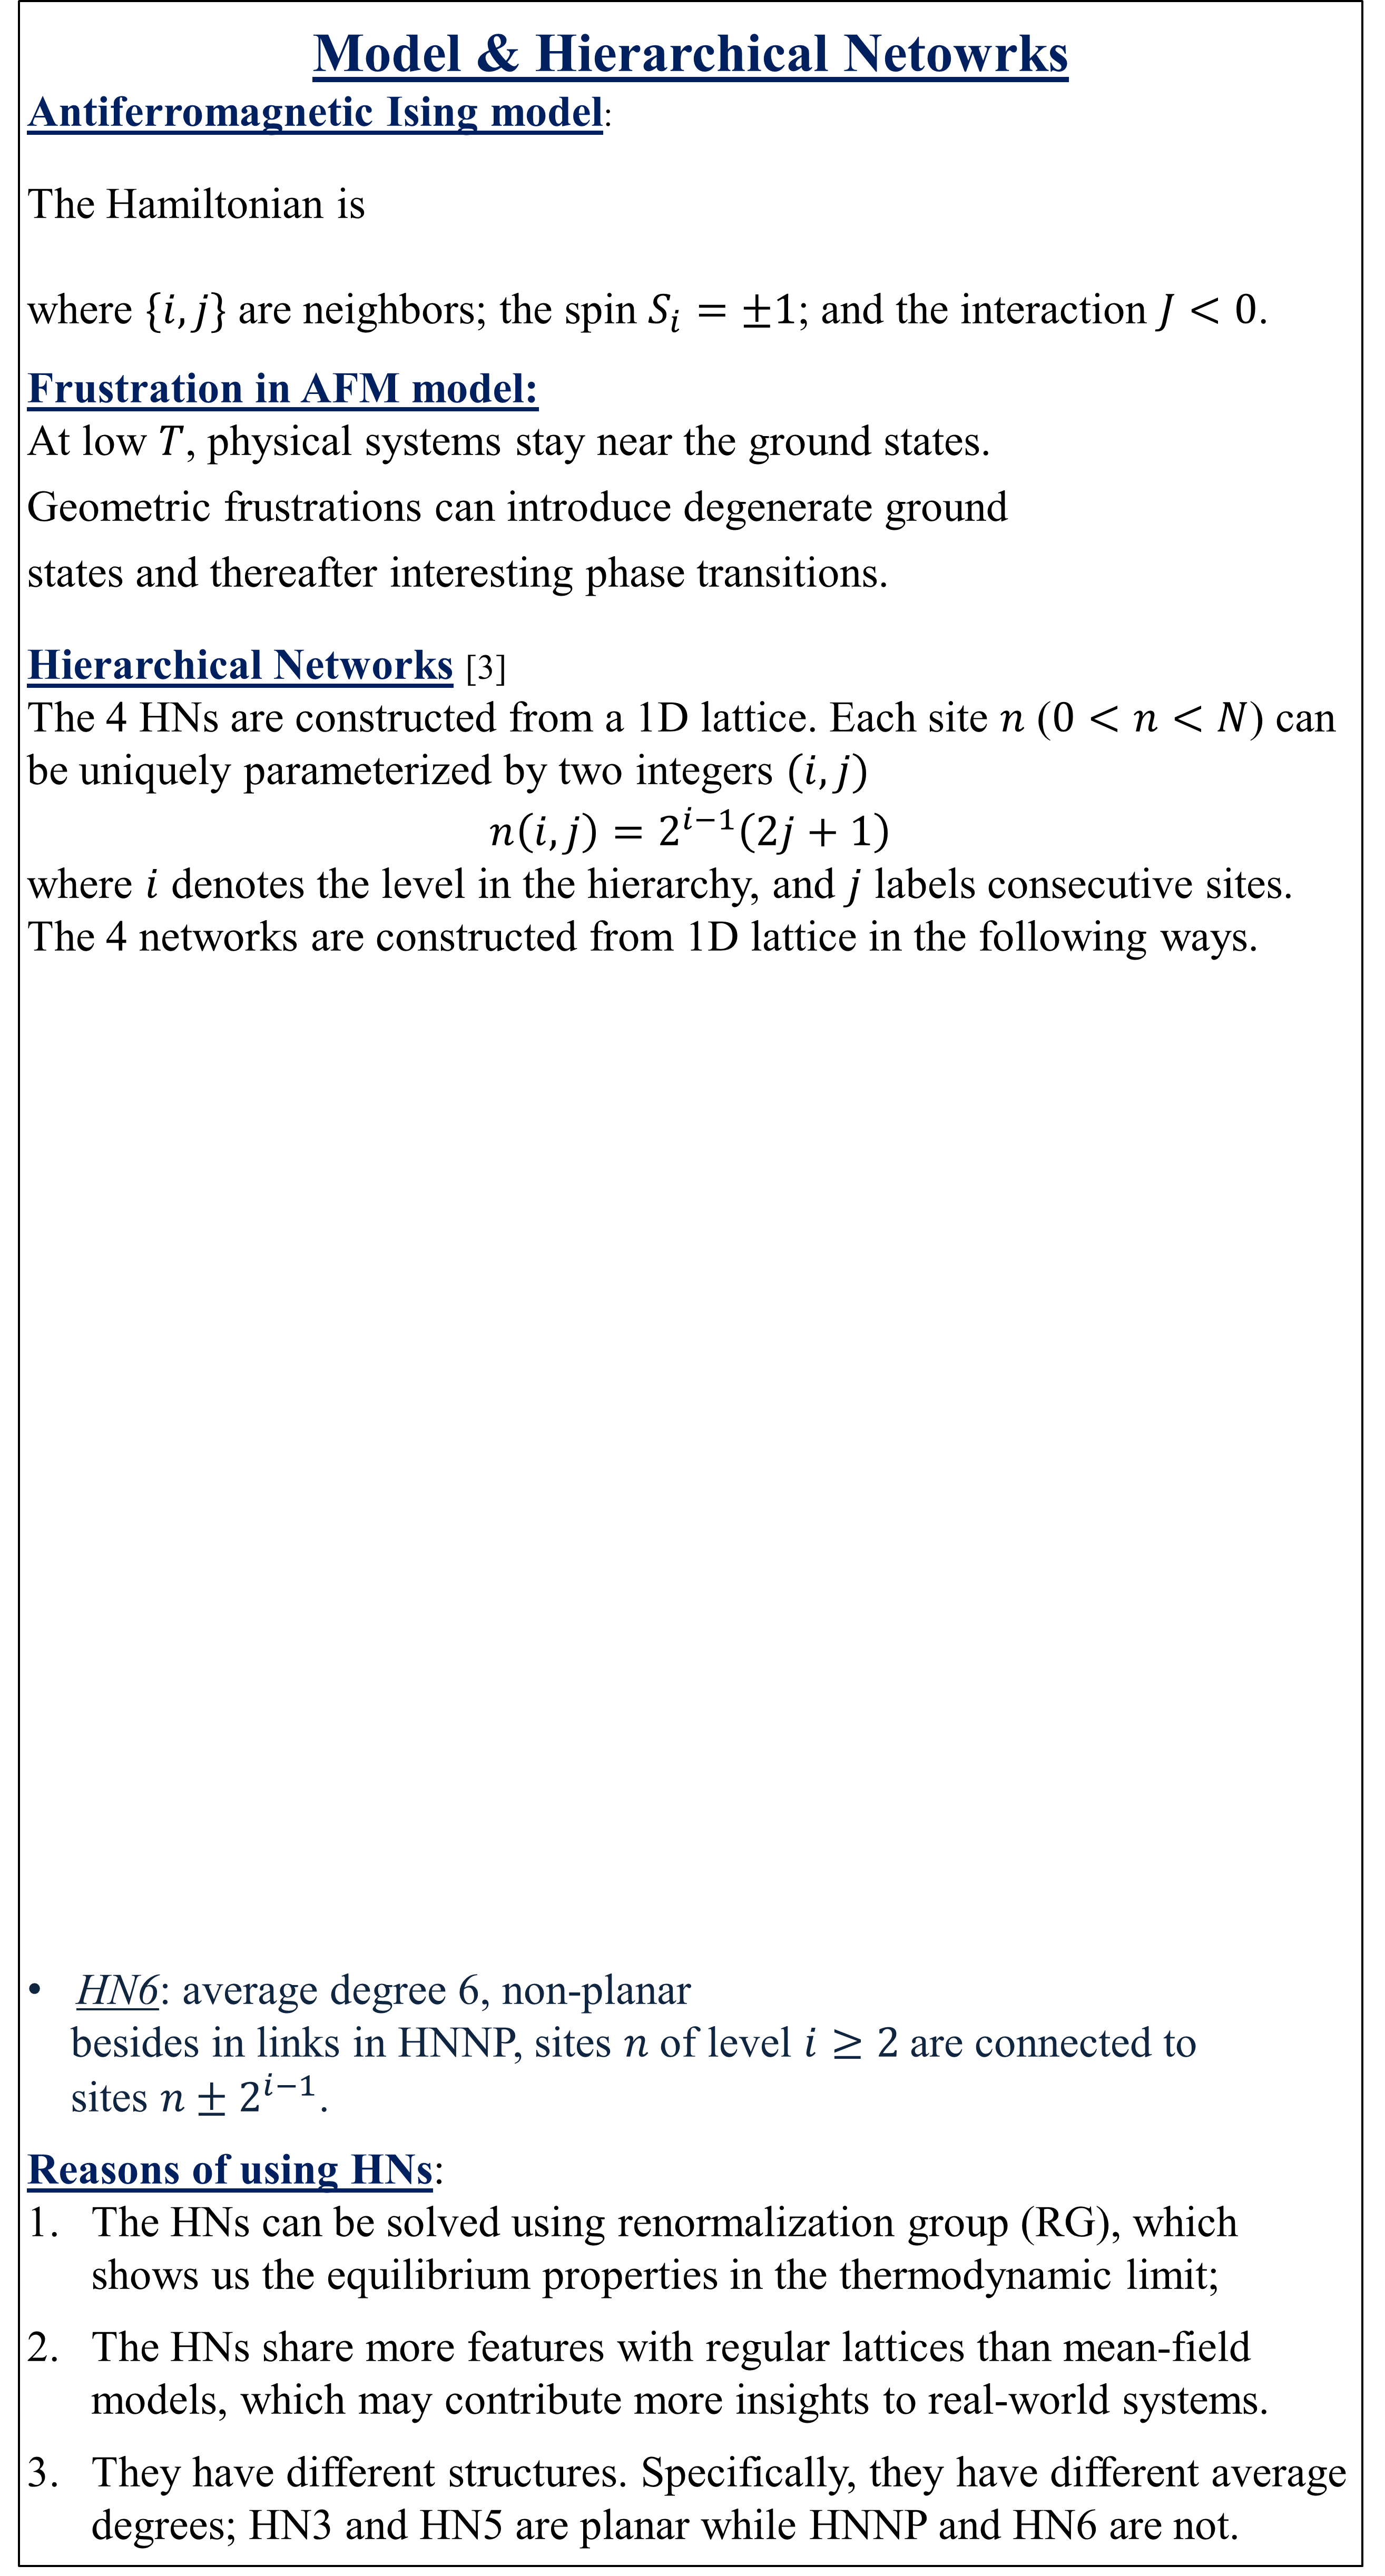 Model & Hierarchical Netowrks
Antiferromagnetic Ising model:
The Hamiltonian is
where {𝑖, 𝑗} are neighbors; the spin 𝑆ᵢ = ±1; and the interaction 𝐽 < 0.
Frustration in AFM model:
At low 𝑇, physical systems stay near the ground states.
Geometric frustrations can introduce degenerate ground
states and thereafter interesting phase transitions.
Hierarchical Networks [3]
The 4 HNs are constructed from a 1D lattice. Each site 𝑛 (0 < 𝑛 < 𝑁) can
be uniquely parameterized by two integers (𝑖, 𝑗)
𝑛(𝑖, 𝑗) = 2^{𝑖−1}(2𝑗 + 1)
where 𝑖 denotes the level in the hierarchy, and 𝑗 labels consecutive sites.
The 4 networks are constructed from 1D lattice in the following ways.
• HN6: average degree 6, non-planar
besides in links in HNNP, sites 𝑛 of level 𝑖 ≥ 2 are connected to
sites 𝑛 ± 2^{𝑖−1}.
Reasons of using HNs:
1. The HNs can be solved using renormalization group (RG), which
shows us the equilibrium properties in the thermodynamic limit;
2. The HNs share more features with regular lattices than mean-field
models, which may contribute more insights to real-world systems.
3. They have different structures. Specifically, they have different average
degrees; HN3 and HN5 are planar while HNNP and HN6 are not.